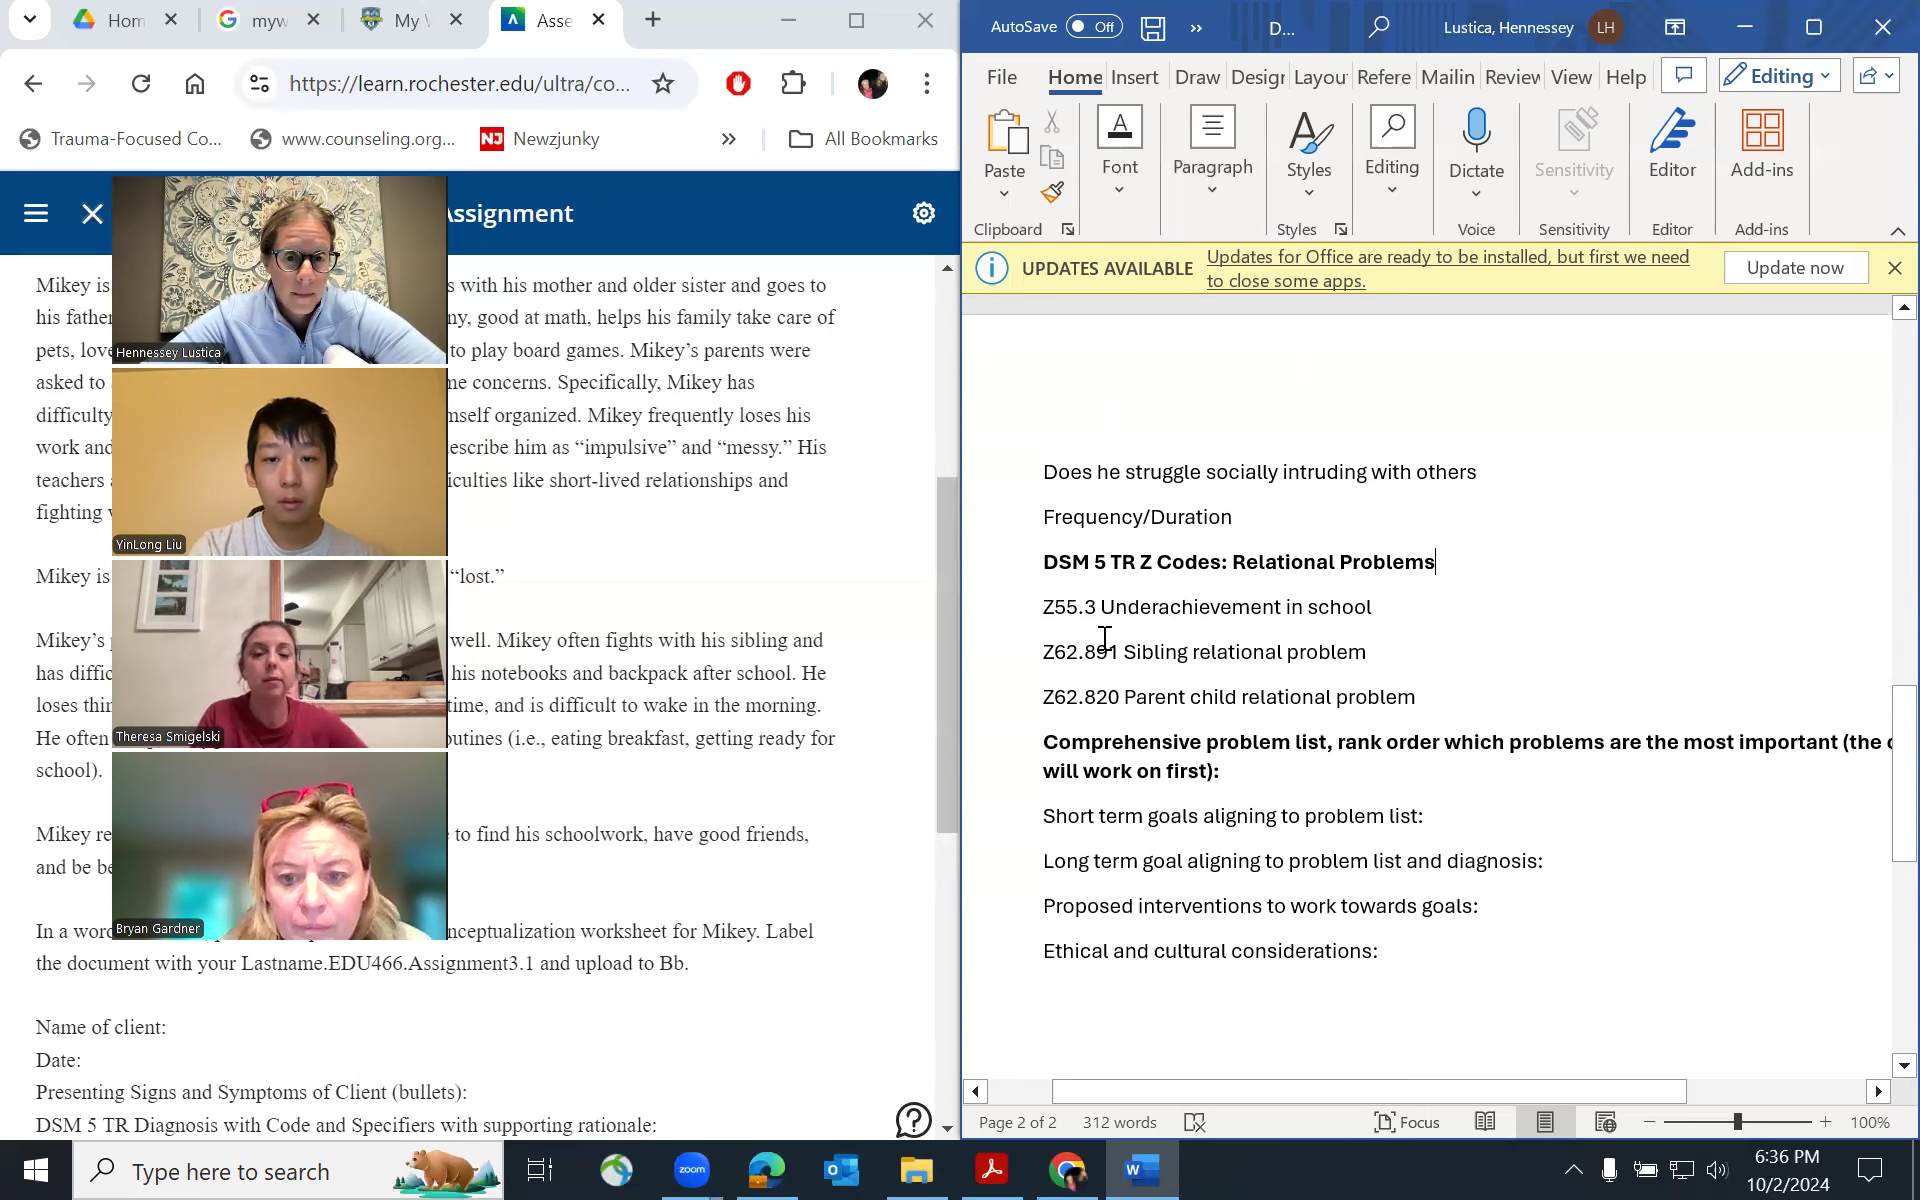 Hom
myw
My V
Asse
https://learn.rochester.edu/ultra/co...
Trauma-Focused Co...
www.counseling.org...
NJ
Newzjunky
All Bookmarks
Assignment
Mikey is
s with his mother and older sister and goes to
his father
ny, good at math, helps his family take care of
pets, love
to play board games. Mikey's parents were
asked to
ne concerns. Specifically, Mikey has
difficulty
mself organized. Mikey frequently loses his
work and
escribe him as “impulsive” and “messy.” His
teachers
iculties like short-lived relationships and
fighting
Mikey is
“lost.”
Mikey's
well. Mikey often fights with his sibling and
has diffic
his notebooks and backpack after school. He
loses thin
time, and is difficult to wake in the morning.
He often
outines (i.e., eating breakfast, getting ready for
school).
Mikey re
to find his schoolwork, have good friends,
and be be
In a word
nceptualization worksheet for Mikey. Label
the document with your Lastname.EDU466.Assignment3.1 and upload to Bb.
Name of client:
Date:
Presenting Signs and Symptoms of Client (bullets):
DSM 5 TR Diagnosis with Code and Specifiers with supporting rationale:
Hennessey Lustica
YinLong Liu
Theresa Smigelski
Bryan Gardner
AutoSave Off
D...
Lustica, Hennessey
LH
File Home Insert Draw Design Layou Refere Mailin Review View Help
Editing
Paste
Font
Paragraph
Styles
Editing
Dictate
Sensitivity
Editor
Add-ins
Clipboard
Styles
Voice
Sensitivity
Editor
Add-ins
UPDATES AVAILABLE
Updates for Office are ready to be installed, but first we need
to close some apps.
Update now
Does he struggle socially intruding with others
Frequency/Duration
DSM 5 TR Z Codes: Relational Problems
Z55.3 Underachievement in school
Z62.891 Sibling relational problem
Z62.820 Parent child relational problem
Comprehensive problem list, rank order which problems are the most important (the
will work on first):
Short term goals aligning to problem list:
Long term goal aligning to problem list and diagnosis:
Proposed interventions to work towards goals:
Ethical and cultural considerations:
Page 2 of 2
312 words
Focus
100%
Type here to search
zoom
6:36 PM
10/2/2024